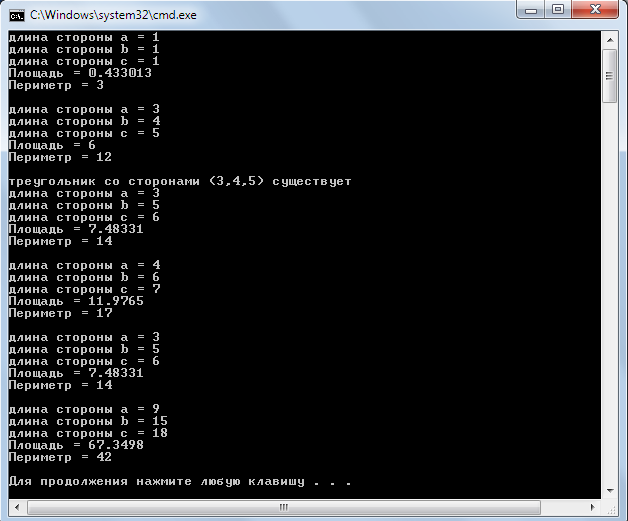 C:\Windows\system32\cmd.exe
длина стороны a = 1
длина стороны b = 1
длина стороны c = 1
Площадь = 0.433013
Периметр = 3
длина стороны a = 3
длина стороны b = 4
длина стороны c = 5
Площадь = 6
Периметр = 12
треугольник со сторонами (3,4,5) существует
длина стороны a = 3
длина стороны b = 5
длина стороны c = 6
Площадь = 7.48331
Периметр = 14
длина стороны a = 4
длина стороны b = 6
длина стороны c = 7
Площадь = 11.9765
Периметр = 17
длина стороны a = 3
длина стороны b = 5
длина стороны c = 6
Площадь = 7.48331
Периметр = 14
длина стороны a = 9
длина стороны b = 15
длина стороны c = 18
Площадь = 67.3498
Периметр = 42
Для продолжения нажмите любую клавишу . . .